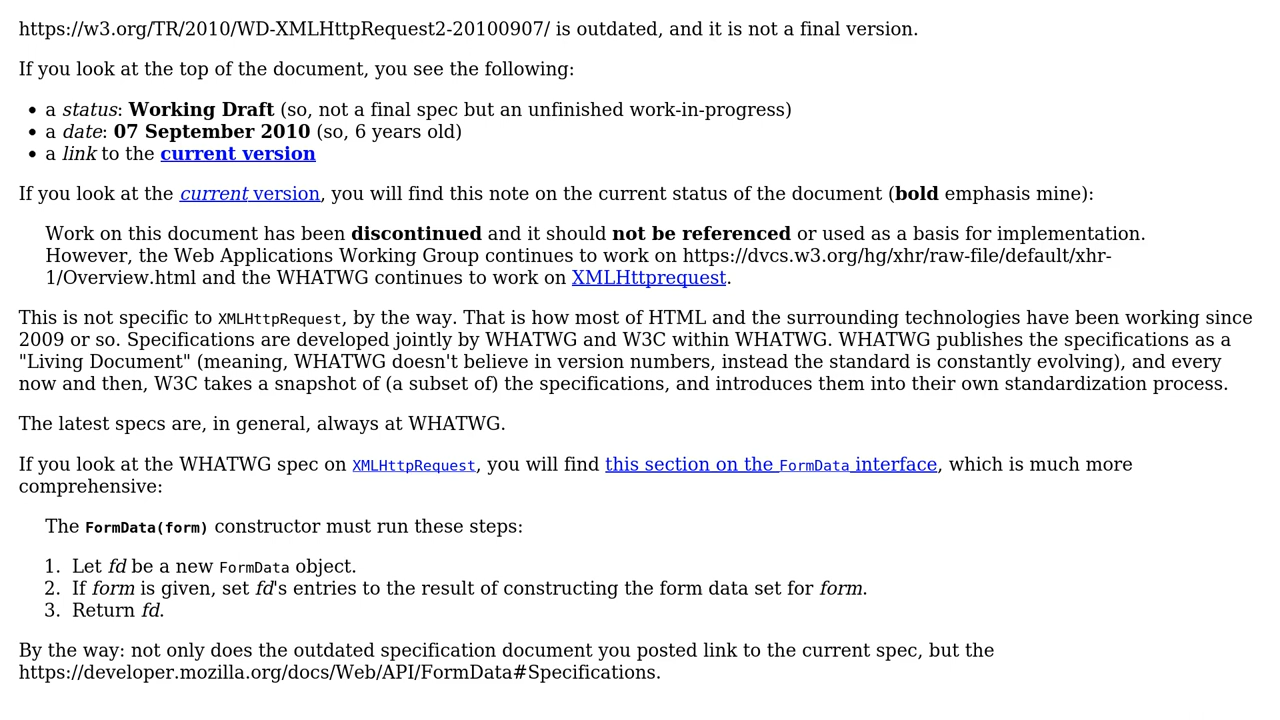 https://w3.org/TR/2010/WD-XMLHttpRequest2-20100907/ is outdated, and it is not a final version.
If you look at the top of the document, you see the following:
• a status: Working Draft (so, not a final spec but an unfinished work-in-progress)
• a date: 07 September 2010 (so, 6 years old)
• a link to the current version
If you look at the current version, you will find this note on the current status of the document (bold emphasis mine):
Work on this document has been discontinued and it should not be referenced or used as a basis for implementation.
However, the Web Applications Working Group continues to work on https://dvcs.w3.org/hg/xhr/raw-file/default/xhr-
1/Overview.html and the WHATWG continues to work on XMLHttprequest.
This is not specific to XMLHttpRequest, by the way. That is how most of HTML and the surrounding technologies have been working since
2009 or so. Specifications are developed jointly by WHATWG and W3C within WHATWG. WHATWG publishes the specifications as a
"Living Document" (meaning, WHATWG doesn't believe in version numbers, instead the standard is constantly evolving), and every
now and then, W3C takes a snapshot of (a subset of) the specifications, and introduces them into their own standardization process.
The latest specs are, in general, always at WHATWG.
If you look at the WHATWG spec on XMLHttpRequest, you will find this section on the FormData interface, which is much more
comprehensive:
The FormData(form) constructor must run these steps:
1. Let fd be a new FormData object.
2. If form is given, set fd's entries to the result of constructing the form data set for form.
3. Return fd.
By the way: not only does the outdated specification document you posted link to the current spec, but the
https://developer.mozilla.org/docs/Web/API/FormData#Specifications.